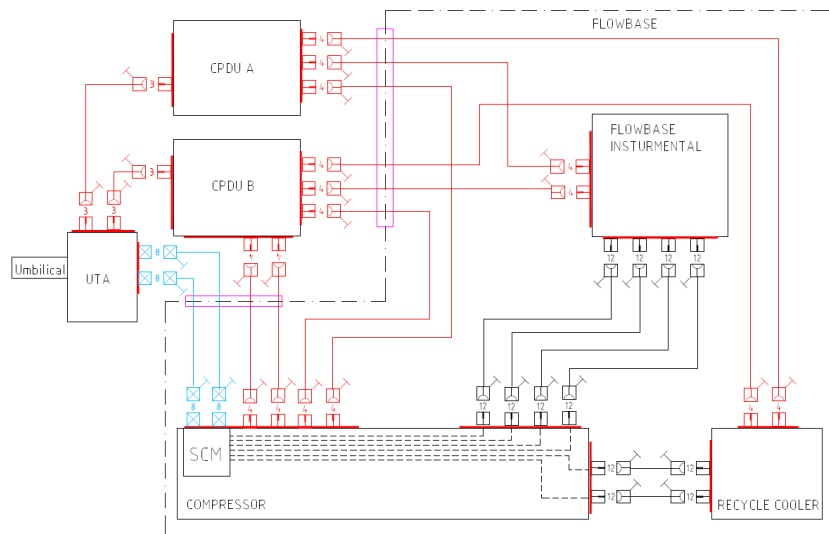 FLOWBASE
4
CPDU A
4
3
4
FLOWBASE
INSTURMENTAL
4
3
CPDU B
4
4
4
4
3 3
4 4
8
12 12 12 12
Umbilical
UTA
8
8 8 4 4 4 4
12 12 12 12
4 4
SCM
12 12
12 12
COMPRESSOR
RECYCLE COOLER